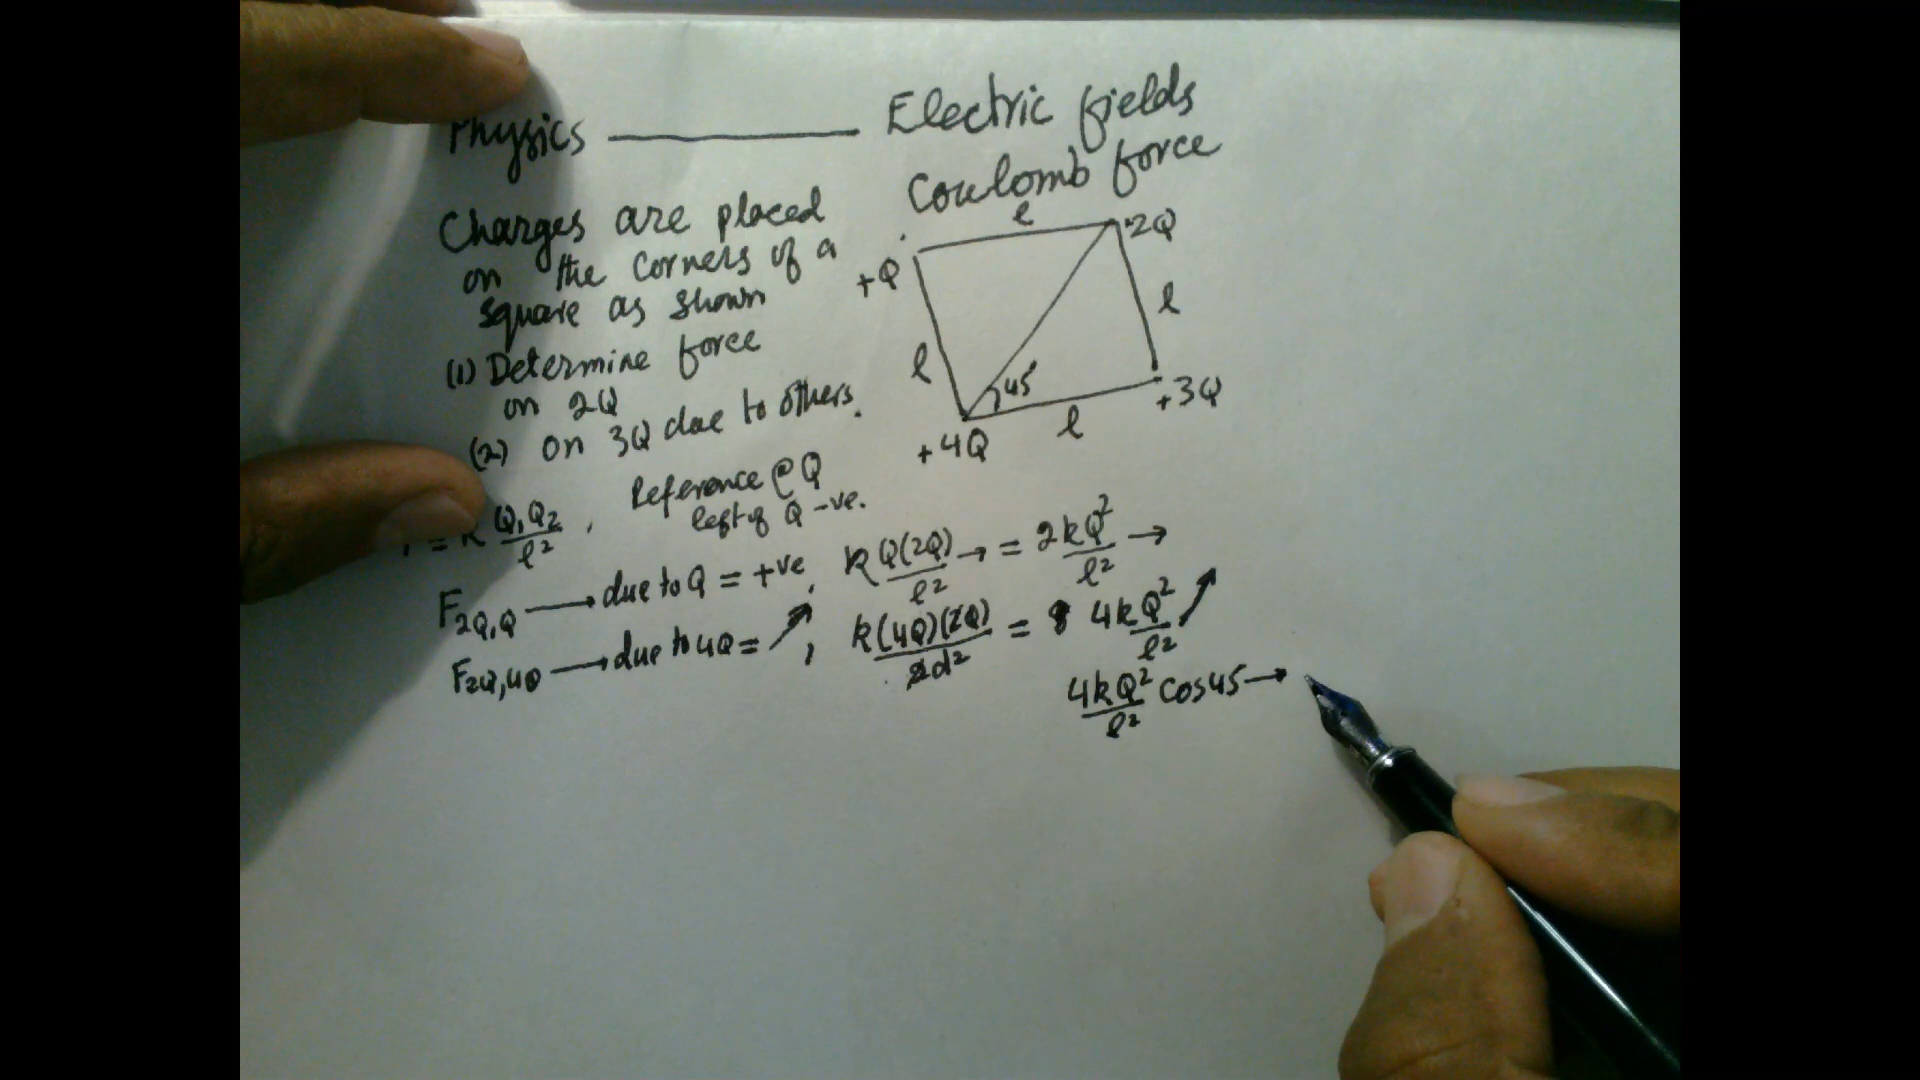 Physics ——— Electric fields
Coulomb force
Charges are placed
on the corners of a
square as shown
(1) Determine force
on 2Q
(2) on 3Q due to others.
l
2Q
+Q
l
l
45°
+3Q
l
+4Q
= k Q₁Q₂/l² , Reference @ Q
left of Q -ve.
F2Q,Q → due to Q = +ve , k Q(2Q)/l² → = 2kQ²/l² →
F2Q,4Q → due to 4Q = ↗ , k(4Q)(2Q)/2l² = 4kQ²/l² ↗
4kQ²/l² cos45 →